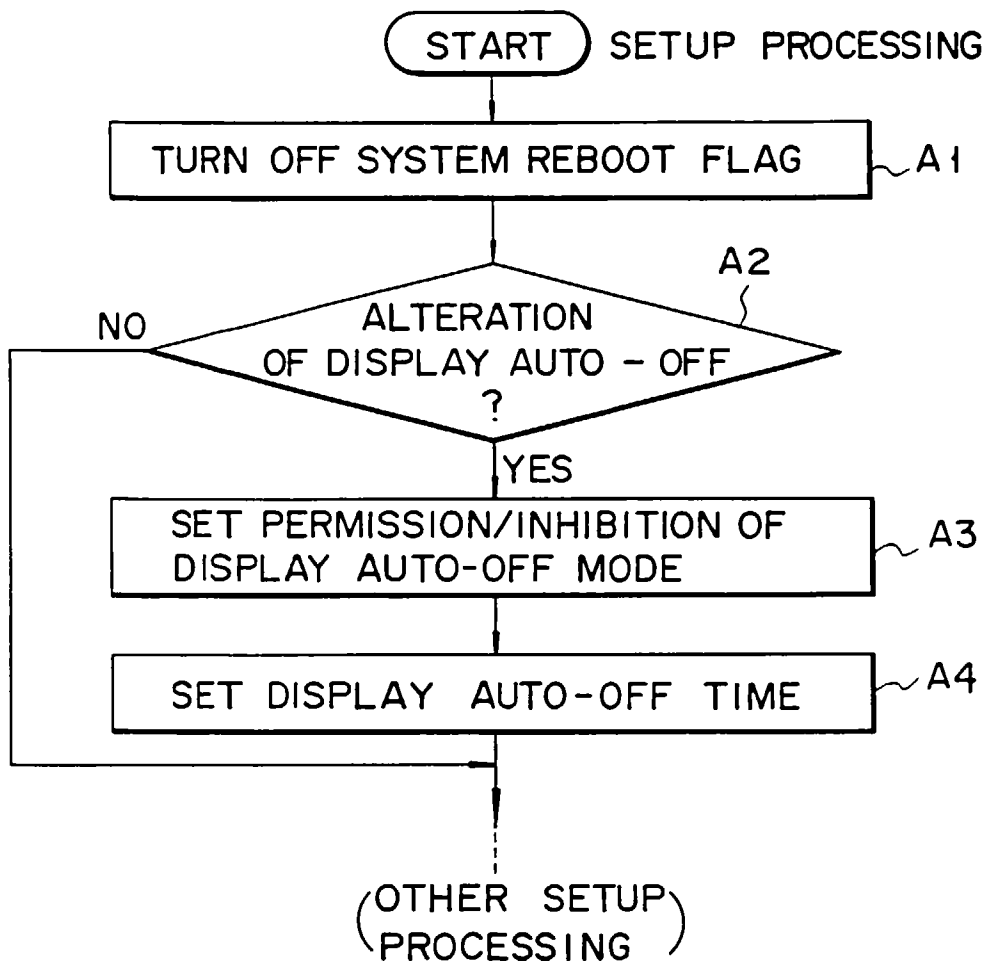 START
SETUP PROCESSING
TURN OFF SYSTEM REBOOT FLAG
A1
A2
NO
ALTERATION
OF DISPLAY AUTO - OFF
?
YES
SET PERMISSION/INHIBITION OF
DISPLAY AUTO-OFF MODE
A3
SET DISPLAY AUTO-OFF TIME
A4
(OTHER SETUP
PROCESSING)